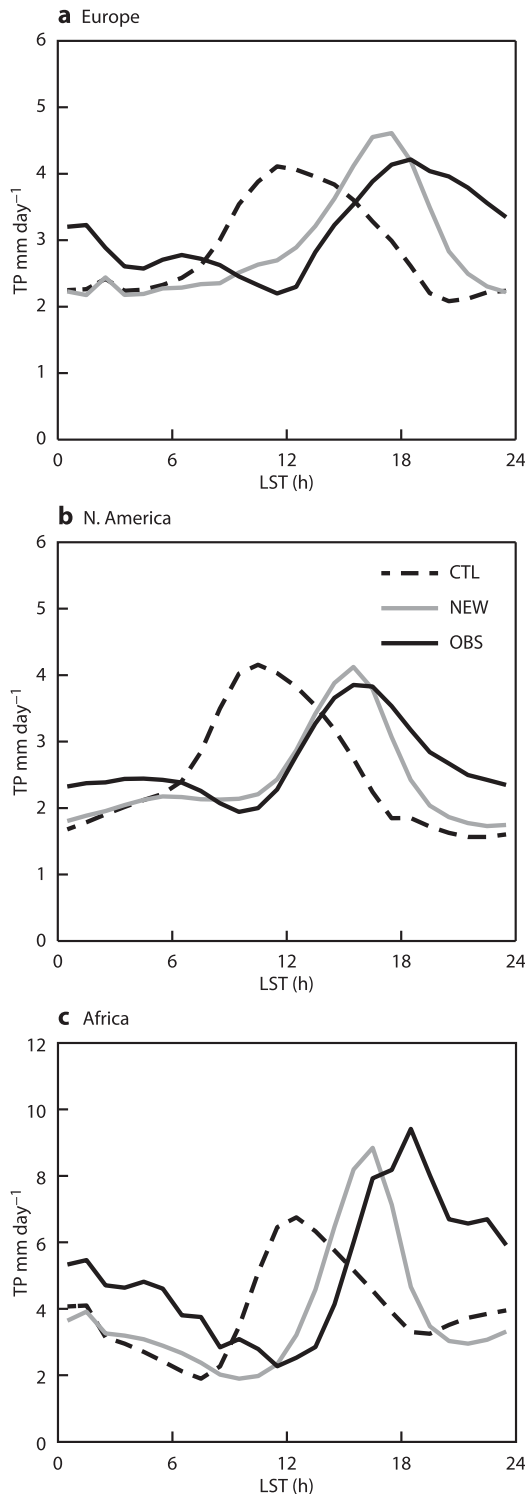 a Europe
6
5
4
3
2
1
0
TP mm day⁻¹
0 6 12 18 24
LST (h)
b N. America
6
5
4
3
2
1
0
TP mm day⁻¹
CTL
NEW
OBS
0 6 12 18 24
LST (h)
c Africa
12
10
8
6
4
2
0
TP mm day⁻¹
0 6 12 18 24
LST (h)